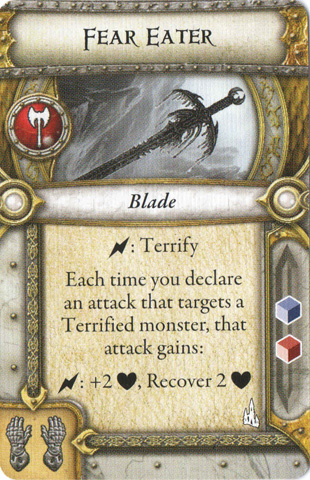 Fear Eater
Blade
: Terrify
Each time you declare
an attack that targets a
Terrified monster, that
attack gains:
: +2 , Recover 2